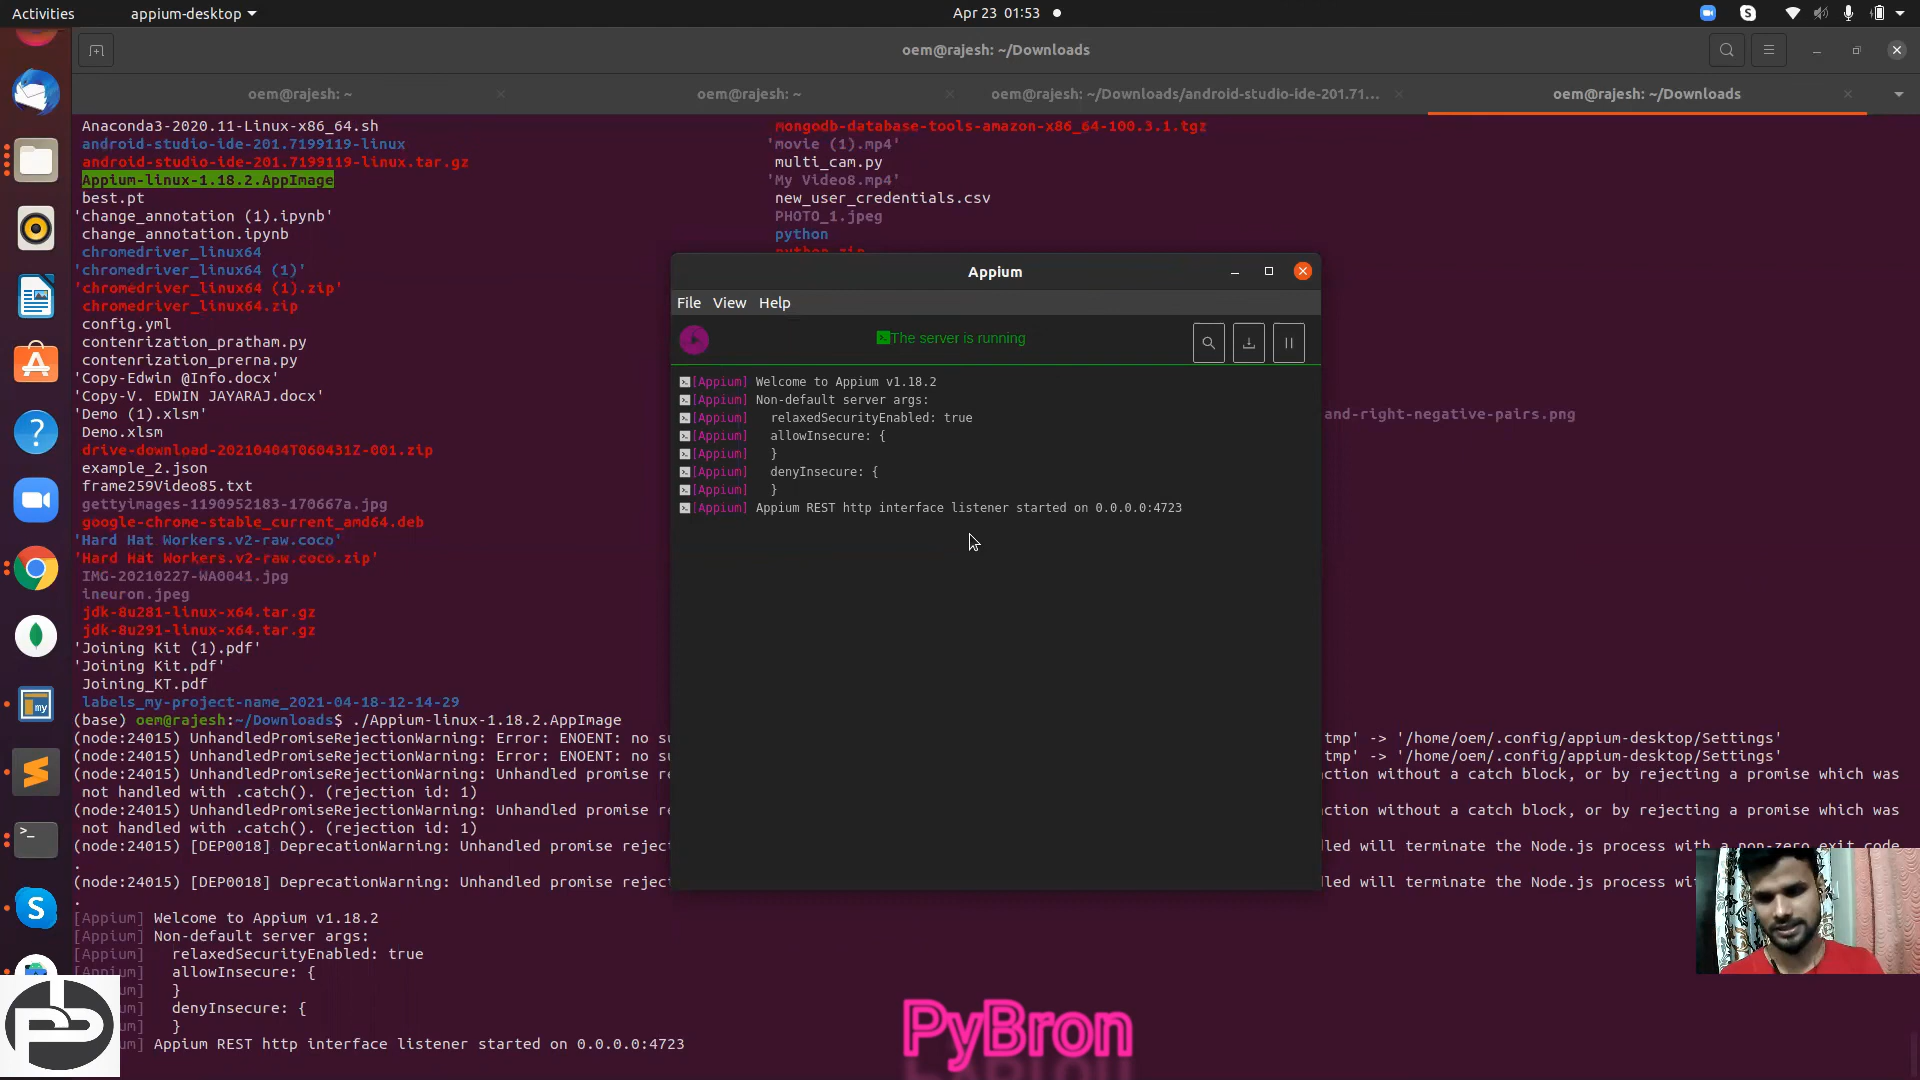 Activities
appium-desktop
Apr 23 01:53
oem@rajesh: ~/Downloads
oem@rajesh: ~
oem@rajesh: ~
oem@rajesh: ~/Downloads/android-studio-ide-201.71...
oem@rajesh: ~/Downloads
Anaconda3-2020.11-Linux-x86_64.sh
android-studio-ide-201.7199119-linux
android-studio-ide-201.7199119-linux.tar.gz
Appium-linux-1.18.2.AppImage
best.pt
'change_annotation (1).ipynb'
change_annotation.ipynb
chromedriver_linux64
'chromedriver_linux64 (1)'
'chromedriver_linux64 (1).zip'
chromedriver_linux64.zip
config.yml
contenrization_pratham.py
contenrization_prerna.py
'Copy-Edwin @Info.docx'
'Copy-V. EDWIN JAYARAJ.docx'
'Demo (1).xlsm'
Demo.xlsm
drive-download-20210404T060431Z-001.zip
example_2.json
frame259Video85.txt
gettyimages-1190952183-170667a.jpg
google-chrome-stable_current_amd64.deb
'Hard Hat Workers.v2-raw.coco'
'Hard Hat Workers.v2-raw.coco.zip'
IMG-20210227-WA0041.jpg
ineuron.jpeg
jdk-8u281-linux-x64.tar.gz
jdk-8u291-linux-x64.tar.gz
'Joining Kit (1).pdf'
'Joining Kit.pdf'
Joining_KT.pdf
labels_my-project-name_2021-04-18-12-14-29
mongodb-database-tools-amazon-x86_64-100.3.1.tgz
'movie (1).mp4'
multi_cam.py
'My Video8.mp4'
new_user_credentials.csv
PHOTO_1.jpeg
python
python.zip
and-right-negative-pairs.png
Appium
File View Help
The server is running
[Appium] Welcome to Appium v1.18.2
[Appium] Non-default server args:
[Appium] relaxedSecurityEnabled: true
[Appium] allowInsecure: {
[Appium] }
[Appium] denyInsecure: {
[Appium] }
[Appium] Appium REST http interface listener started on 0.0.0.0:4723
(base) oem@rajesh:~/Downloads$ ./Appium-linux-1.18.2.AppImage
(node:24015) UnhandledPromiseRejectionWarning: Error: ENOENT: no su tmp' -> '/home/oem/.config/appium-desktop/Settings'
(node:24015) UnhandledPromiseRejectionWarning: Error: ENOENT: no su tmp' -> '/home/oem/.config/appium-desktop/Settings'
(node:24015) UnhandledPromiseRejectionWarning: Unhandled promise re ction without a catch block, or by rejecting a promise which was
not handled with .catch(). (rejection id: 1)
(node:24015) UnhandledPromiseRejectionWarning: Unhandled promise re ction without a catch block, or by rejecting a promise which was
not handled with .catch(). (rejection id: 1)
(node:24015) [DEP0018] DeprecationWarning: Unhandled promise reject led will terminate the Node.js process with a non-zero exit code
.
(node:24015) [DEP0018] DeprecationWarning: Unhandled promise reject led will terminate the Node.js process wi
.
[Appium] Welcome to Appium v1.18.2
[Appium] Non-default server args:
[Appium] relaxedSecurityEnabled: true
[Appium] allowInsecure: {
um] }
um] denyInsecure: {
um] }
] Appium REST http interface listener started on 0.0.0.0:4723
PyBron